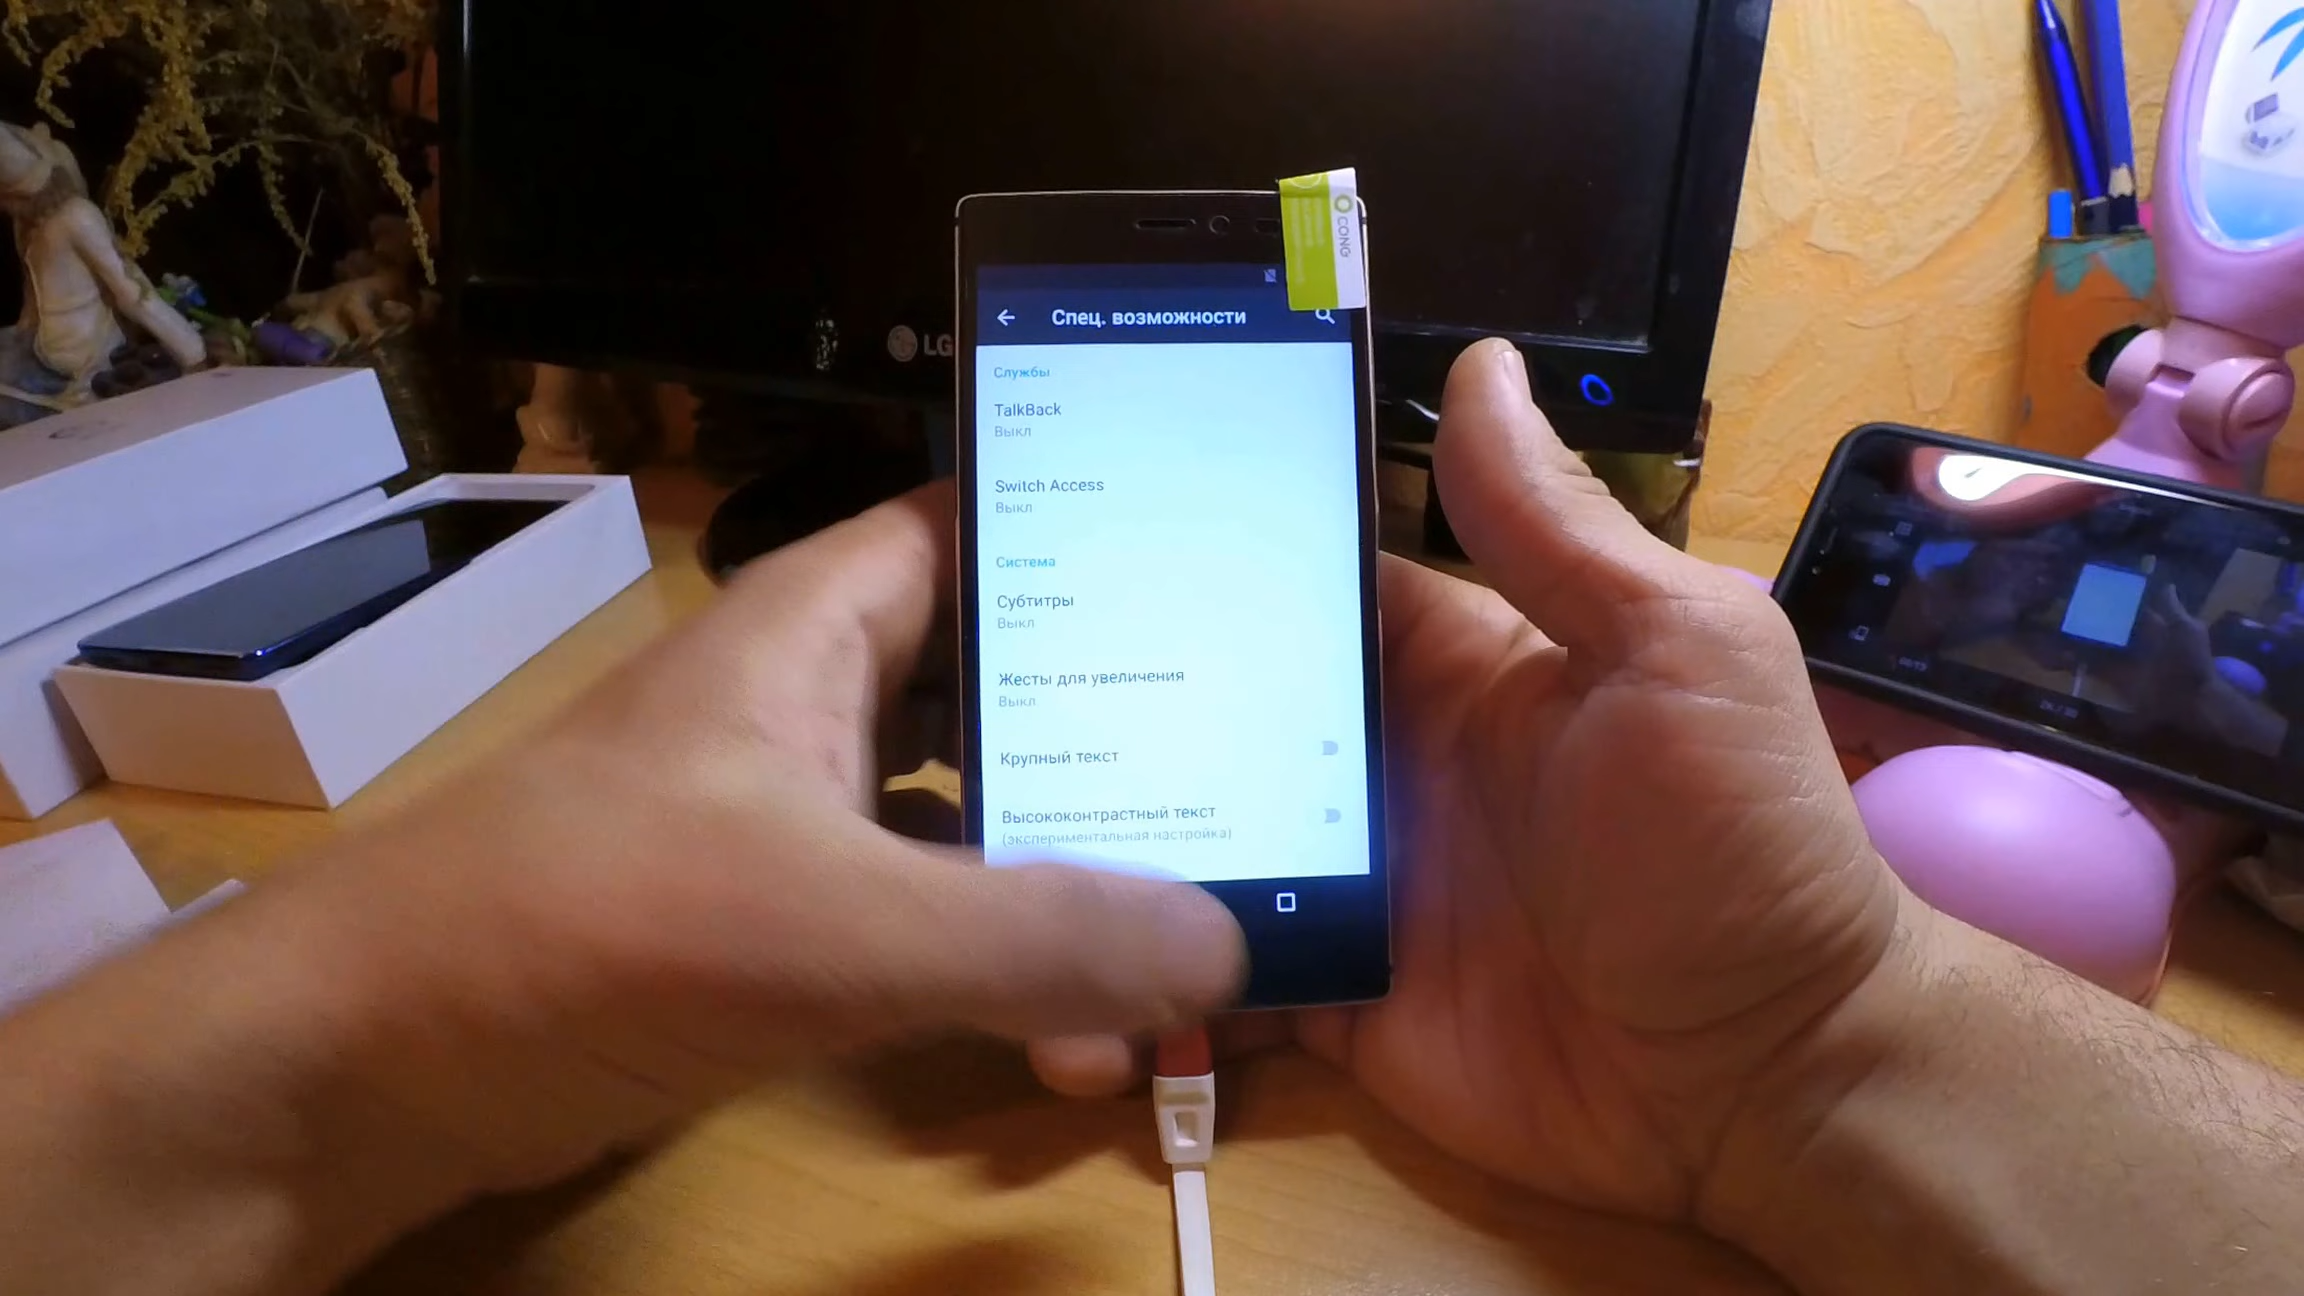 CONG
LG
Спец. возможности
Службы
TalkBack
Выкл
Switch Access
Выкл
Система
Субтитры
Выкл
Жесты для увеличения
Выкл
Крупный текст
Высококонтрастный текст
(экспериментальная настройка)